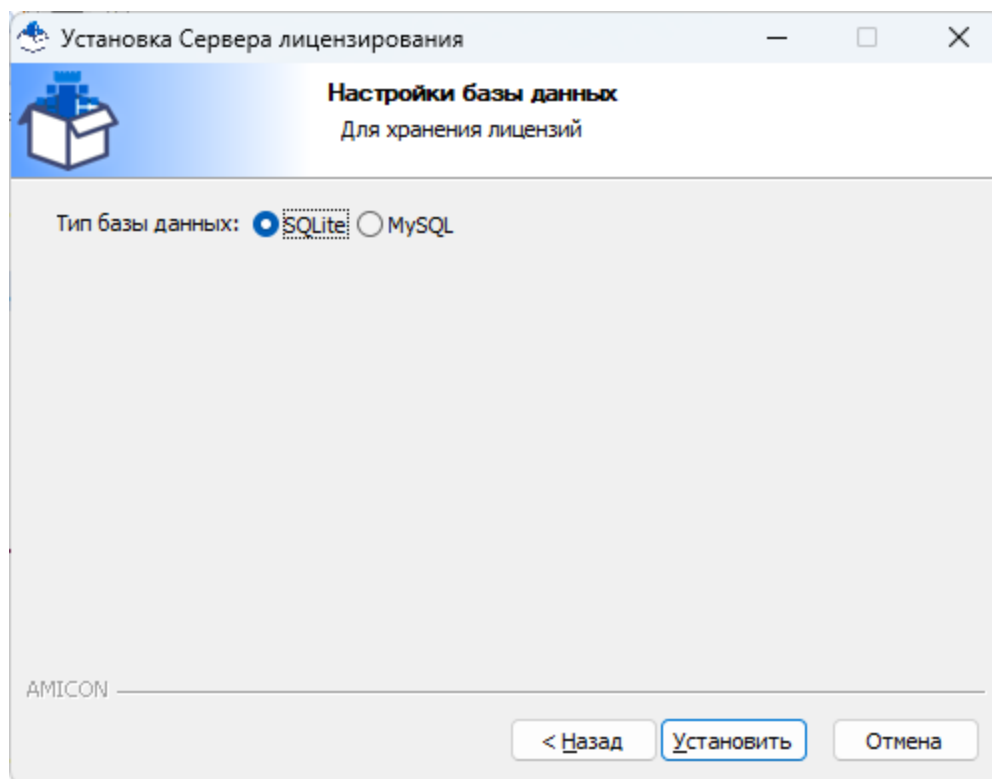 Установка Сервера лицензирования
Настройки базы данных
Для хранения лицензий
Тип базы данных: SQLite MySQL
AMICON
< Назад Установить Отмена